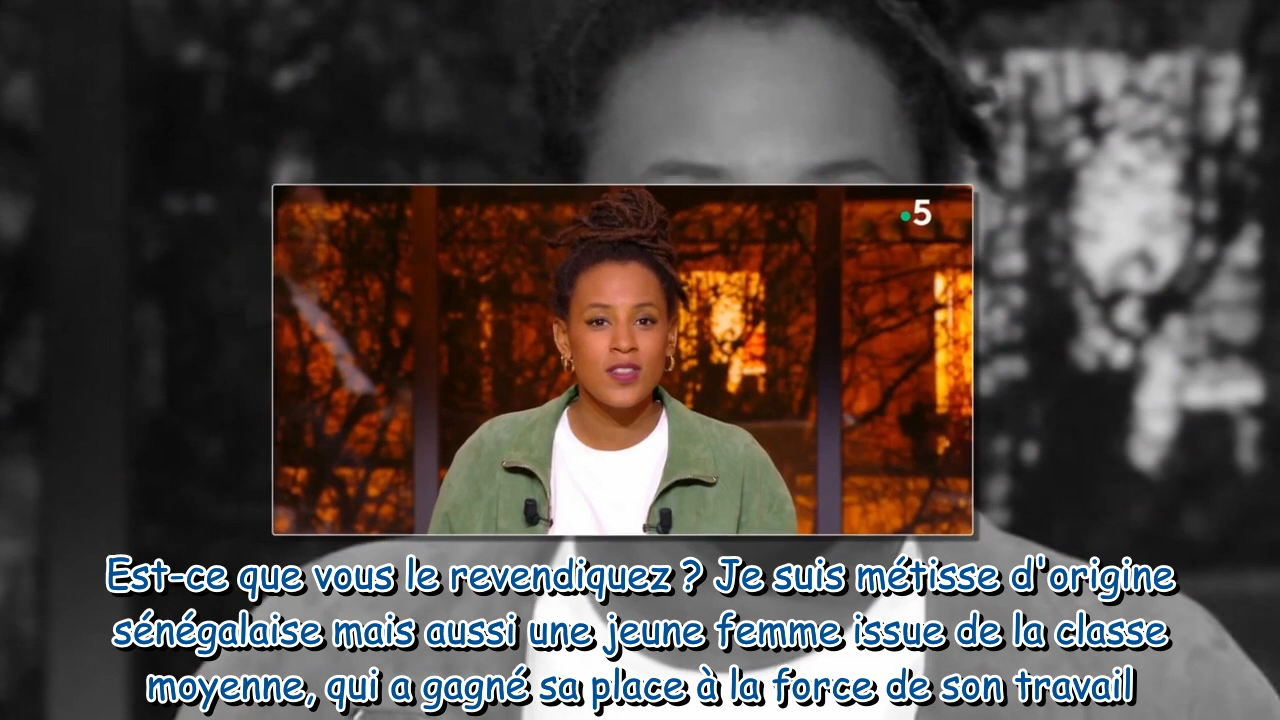 5
Est-ce que vous le revendiquez ? Je suis métisse d'origine
sénégalaise mais aussi une jeune femme issue de la classe
moyenne, qui a gagné sa place à la force de son travail